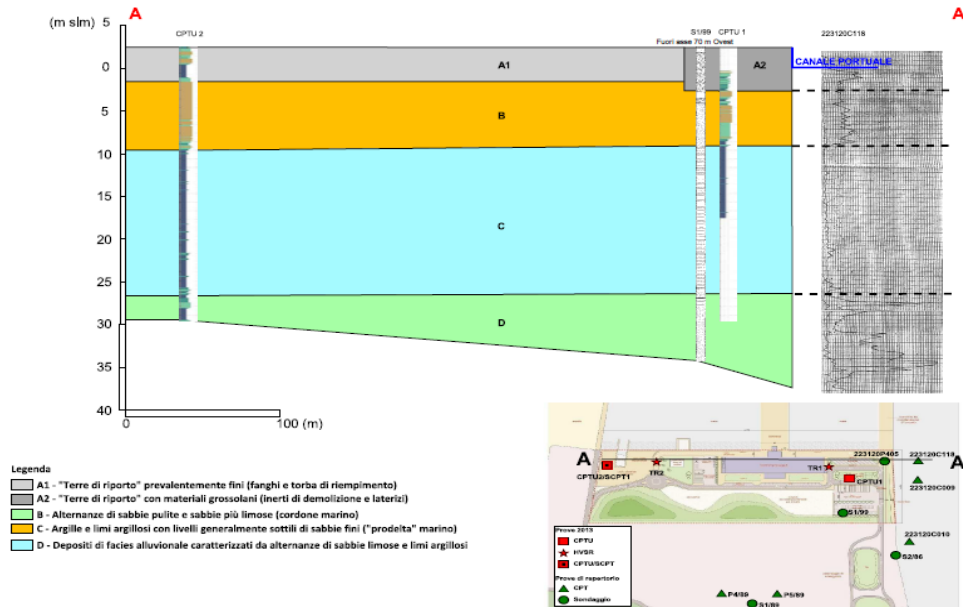 A
A
(m slm)
5
0
5
10
15
20
25
30
35
40
CPTU 2
S1/99
CPTU 1
Fuori asse 70 m Ovest
223120C118
A1
A2
CANALE PORTUALE
B
C
D
0
100 (m)
Legenda
A1 - "Terre di riporto" prevalentemente fini (fanghi e torba di riempimento)
A2 - "Terre di riporto" con materiali grossolani (inerti di demolizione e laterizi)
B - Alternanze di sabbie pulite e sabbie più limose (cordone marino)
C - Argille e limi argillosi con livelli generalmente sottili di sabbie fini ("prodelta" marino)
D - Depositi di facies alluvionale caratterizzati da alternanze di sabbie limose e limi argillosi
A
A
CPTU2/SCPT1
TR2
TR1
CPTU1
223120P405
223120C118
223120C009
S1/99
223120C010
S2/86
P4/89
P5/89
S1/89
Prove 2013
CPTU
HVSR
CPTU/SCPT
Prove di repertorio
CPT
Sondaggio